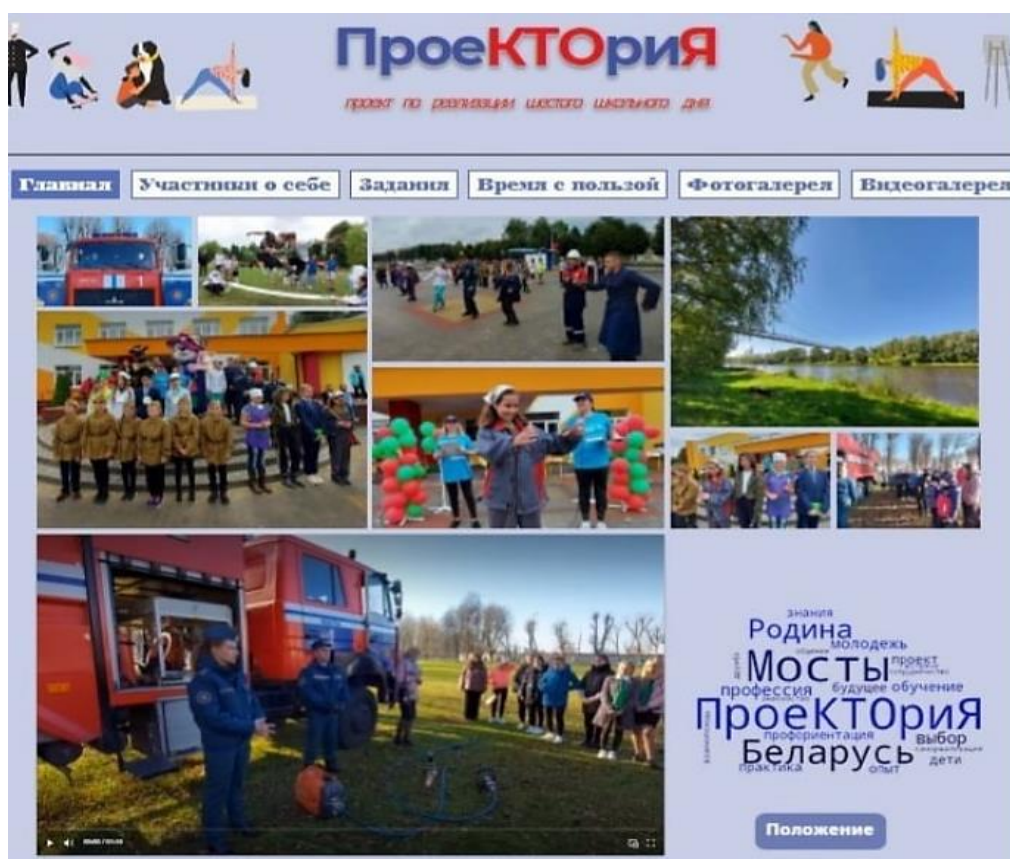 ПроеКТОриЯ
проект по реализации шестого школьного дня
Главная
Участники о себе
Задания
Время с пользой
Фотогалерея
Видеогалерея
знания
Родина
молодежь
Мосты
проект
профессия
будущее обучение
ПроеКТОриЯ
профориентация
выбор
Беларусь
дети
практика
опыт
Положение